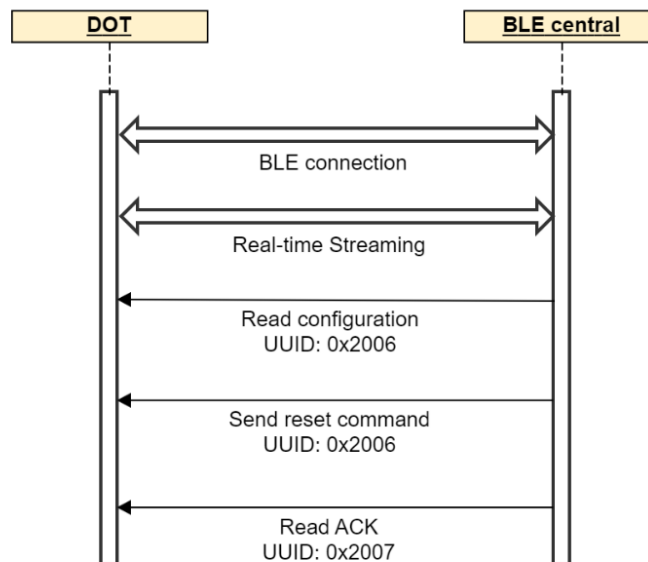 DOT
BLE central
BLE connection
Real-time Streaming
Read configuration
UUID: 0x2006
Send reset command
UUID: 0x2006
Read ACK
UUID: 0x2007